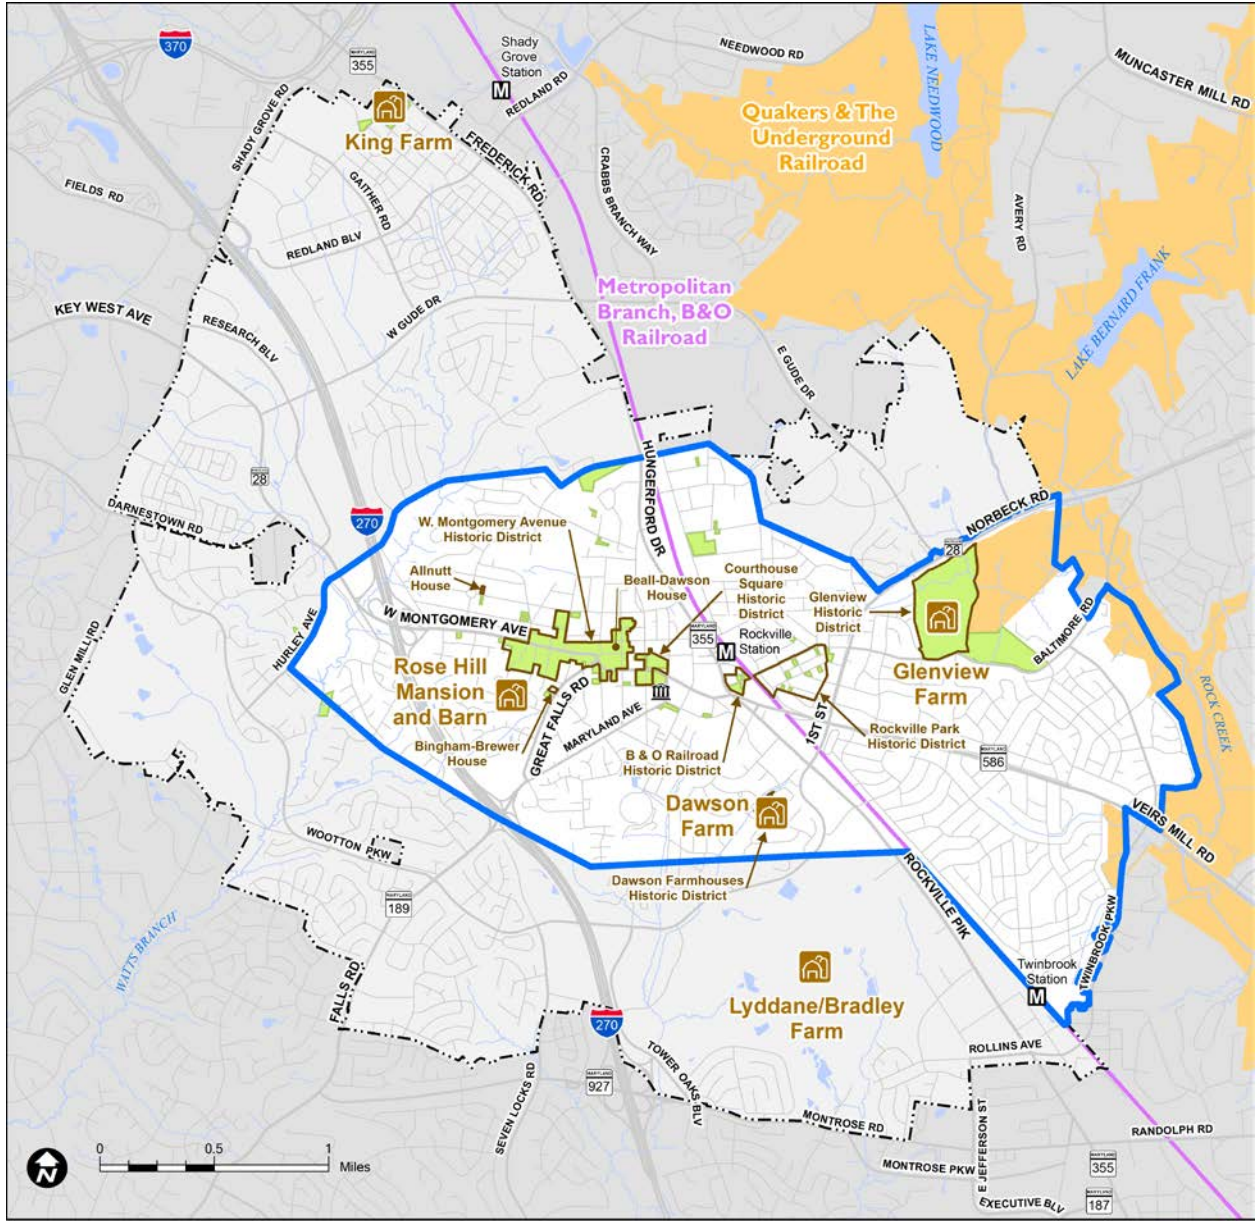 370
MARYLAND
355
Shady
Grove
Station
M
REDLAND RD
NEEDWOOD RD
LAKE NEEDWOOD
MUNCASTER MILL RD
SHADY GROVE RD
King Farm
FREDERICK RD
Quakers & The
Underground
Railroad
FIELDS RD
GAITHER RD
CRABBS BRANCH WAY
AVERY RD
REDLAND BLV
Metropolitan
Branch, B&O
Railroad
LAKE BERNARD FRANK
KEY WEST AVE
RESEARCH BLV
W GUDE DR
E GUDE DR
HUNGERFORD DR
28
DARNESTOWN RD
270
NORBECK RD
28
W. Montgomery Avenue
Historic District
Allnutt
House
Beall-Dawson
House
Courthouse
Square
Historic
District
Glenview
Historic
District
W MONTGOMERY AVE
MARYLAND
355
M
Rockville
Station
BALTIMORE RD
HURLEY AVE
GLEN MILL RD
Rose Hill
Mansion
and Barn
Glenview
Farm
ROCK CREEK
GREAT FALLS RD
MARYLAND AVE
1ST ST
Bingham-Brewer
House
B & O Railroad
Historic District
Rockville Park
Historic District
MARYLAND
586
Dawson
Farm
VEIRS MILL RD
WOOTTON PKW
ROCKVILLE PIK
Dawson Farmhouses
Historic District
MARYLAND
189
WATTS BRANCH
TWINBROOK PKW
FALLS RD
Twinbrook
Station
M
Lyddane/Bradley
Farm
270
ROLLINS AVE
TOWER OAKS BLV
SEVEN LOCKS RD
MARYLAND
927
MONTROSE RD
E JEFFERSON ST
RANDOLPH RD
MONTROSE PKW
MARYLAND
355
EXECUTIVE BLV
MARYLAND
187
N
0 0.5 1
Miles